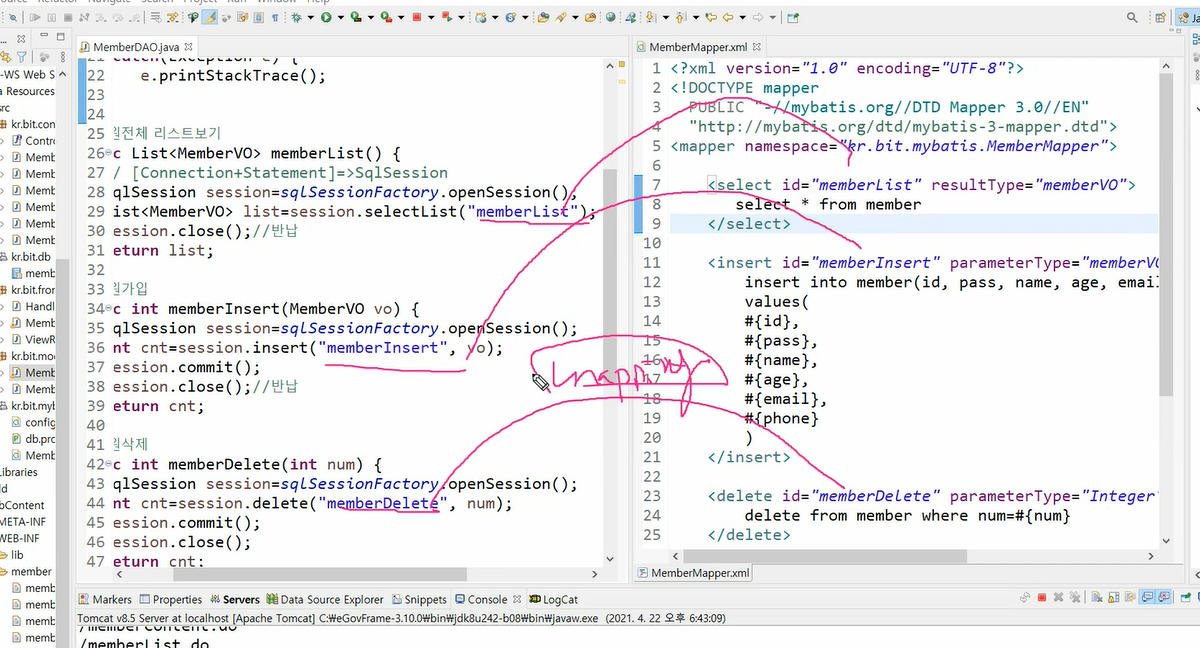 Source Refactor Navigate Search Project Run Window Help
MemberDAO.java
21 catch(Exception e) {
22 e.printStackTrace();
23
24
25 원전체 리스트보기
26 c List<MemberVO> memberList() {
27 / [Connection+Statement]=>SqlSession
28 qlSession session=sqlSessionFactory.openSession();
29 ist<MemberVO> list=session.selectList("memberList");
30 ession.close();//반납
31 eturn list;
32
33 원가입
34 c int memberInsert(MemberVO vo) {
35 qlSession session=sqlSessionFactory.openSession();
36 nt cnt=session.insert("memberInsert", vo);
37 ession.commit();
38 ession.close();//반납
39 eturn cnt;
40
41 원삭제
42 c int memberDelete(int num) {
43 qlSession session=sqlSessionFactory.openSession();
44 nt cnt=session.delete("memberDelete", num);
45 ession.commit();
46 ession.close();
47 eturn cnt;
MemberMapper.xml
1 <?xml version="1.0" encoding="UTF-8"?>
2 <!DOCTYPE mapper
3 PUBLIC "-//mybatis.org//DTD Mapper 3.0//EN"
4 "http://mybatis.org/dtd/mybatis-3-mapper.dtd">
5 <mapper namespace="kr.bit.mybatis.MemberMapper">
6
7 <select id="memberList" resultType="memberVO">
8 select * from member
9 </select>
10
11 <insert id="memberInsert" parameterType="memberVO
12 insert into member(id, pass, name, age, email
13 values(
14 #{id},
15 #{pass},
16 #{name},
17 #{age},
18 #{email},
19 #{phone}
20 )
21 </insert>
22
23 <delete id="memberDelete" parameterType="Integer"
24 delete from member where num=#{num}
25 </delete>
mapping
MemberMapper.xml
-WS Web S
a Resources
src
kr.bit.con
Contro
Memb
Memb
Memb
Memb
Memb
Memb
kr.bit.db
memb
kr.bit.fron
Handl
Memb
ViewR
kr.bit.mod
Memb
Memb
kr.bit.myb
config
db.pro
Memb
Libraries
ld
bContent
META-INF
WEB-INF
lib
member
memb
memb
memb
memb
Markers Properties Servers Data Source Explorer Snippets Console LogCat
Tomcat v8.5 Server at localhost [Apache Tomcat] C:₩eGovFrame-3.10.0₩bin₩jdk8u242-b08₩bin₩javaw.exe (2021. 4. 22 오후 6:43:09)
/memberContent.do
/memberList.do